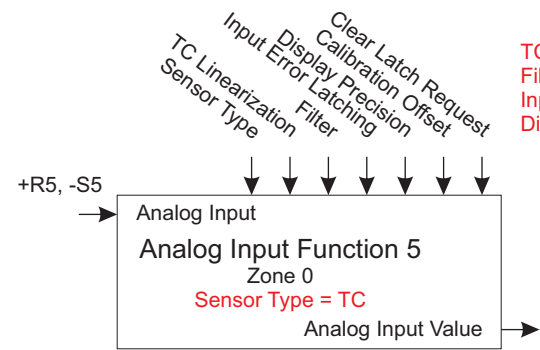 Sensor Type
TC Linearization
Filter
Input Error Latching
Display Precision
Calibration Offset
Clear Latch Request
+R5, -S5
Analog Input
Analog Input Function 5
Zone 0
Sensor Type = TC
Analog Input Value